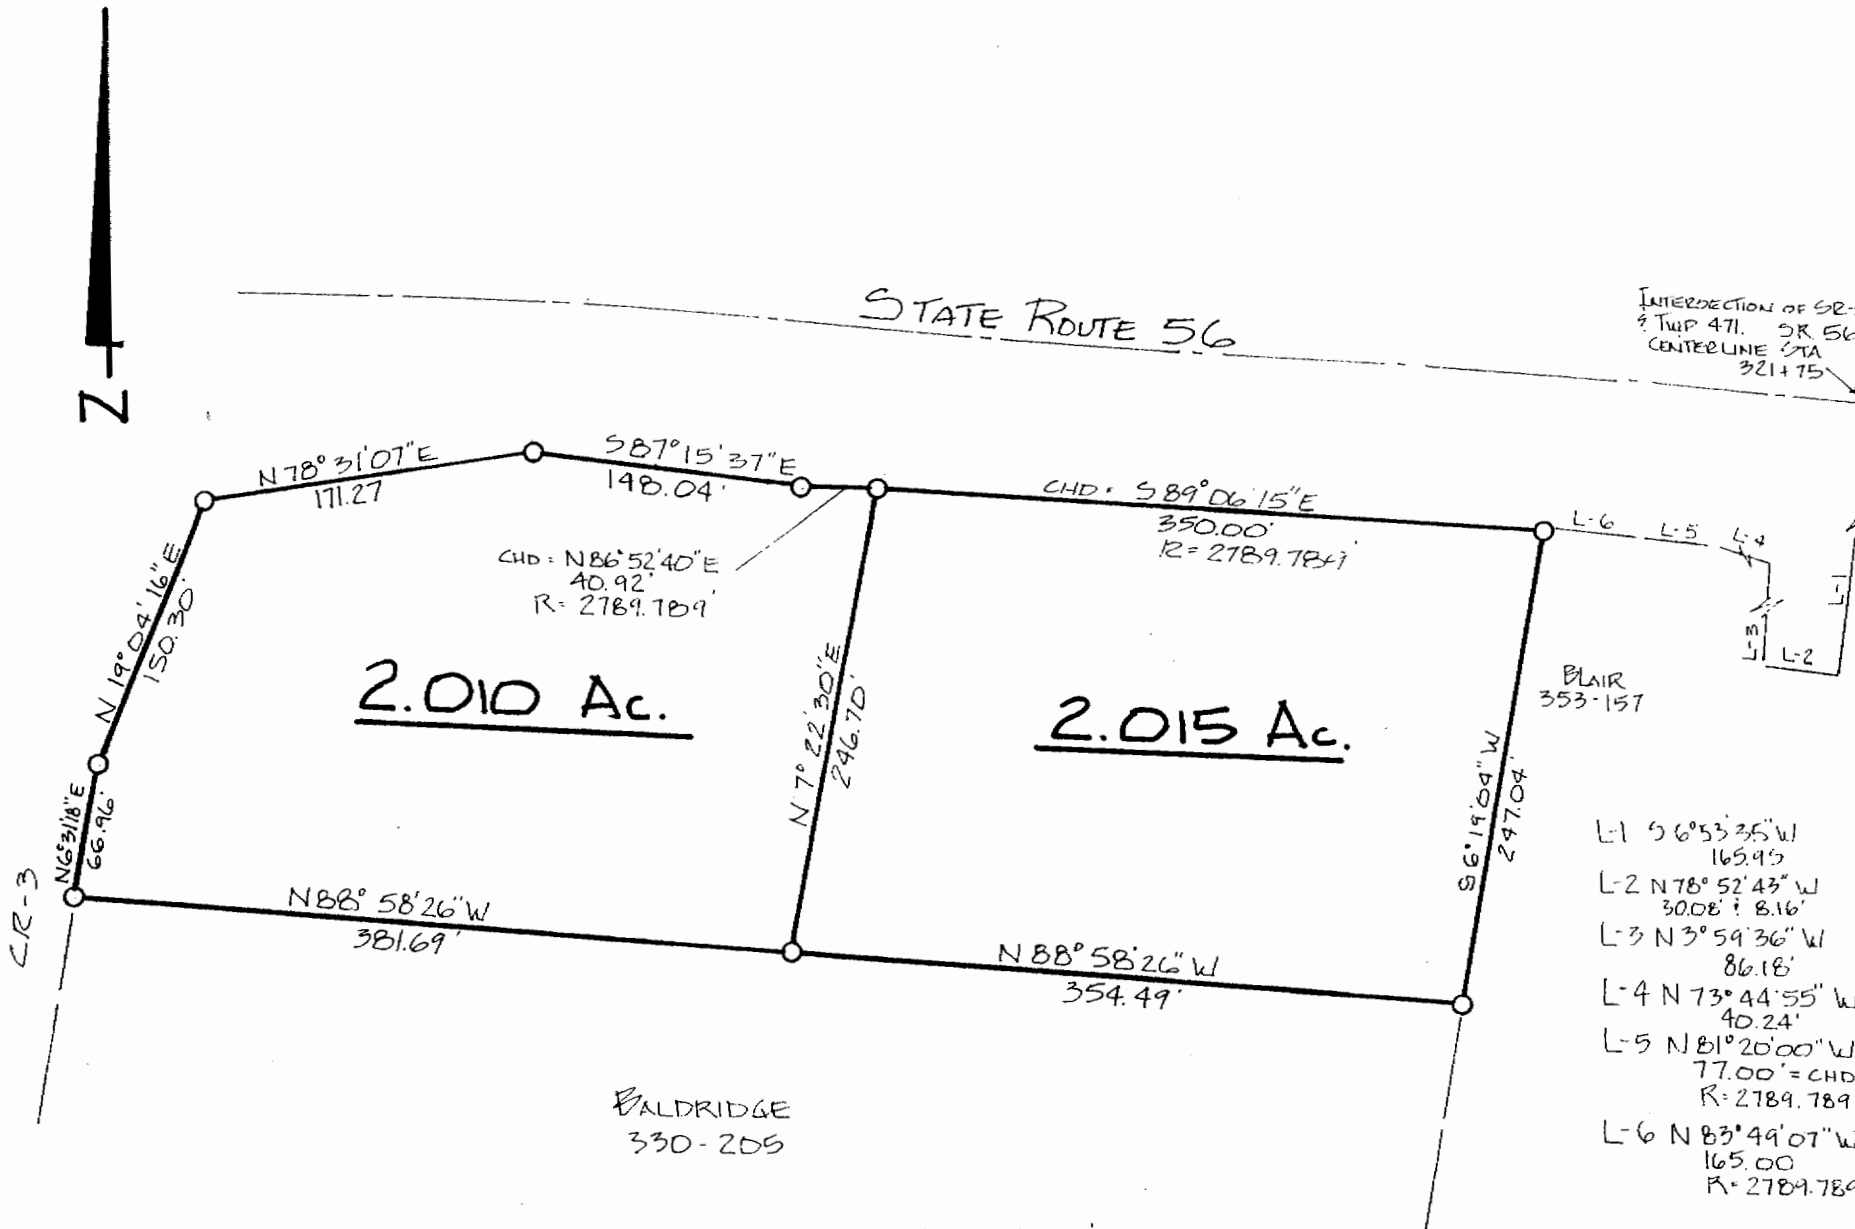 STATE ROUTE 56
INTERSECTION OF SR-
& TWP 471. SR 56
CENTERLINE STA
321+75
N
N 78° 31' 07" E
171.27
S 87° 15' 37" E
148.04'
CHD: S 89° 06' 15" E
350.00'
R= 2789.789'
L-6
L-5
L-4
L-1
L-3
L-2
CHD: N 86° 52' 40" E
40.92'
R= 2789.789'
N 19° 04' 16" E
150.30'
2.010 Ac.
N 7° 22' 30" E
246.70'
2.015 Ac.
BLAIR
353-157
S 6° 19' 04" W
247.04'
N 6° 31' 18" E
66.96'
CR-3
N 88° 58' 26" W
381.69'
N 88° 58' 26" W
354.49'
L-1 S 6° 53' 35" W
165.95
L-2 N 78° 52' 43" W
30.08' & 8.16'
L-3 N 3° 59' 36" W
86.18'
L-4 N 73° 44' 55" W
40.24'
L-5 N 81° 20' 00" W
77.00' = CHD
R= 2789.789
L-6 N 83° 49' 07" W
165.00
R= 2789.789
BALDRIDGE
330-205